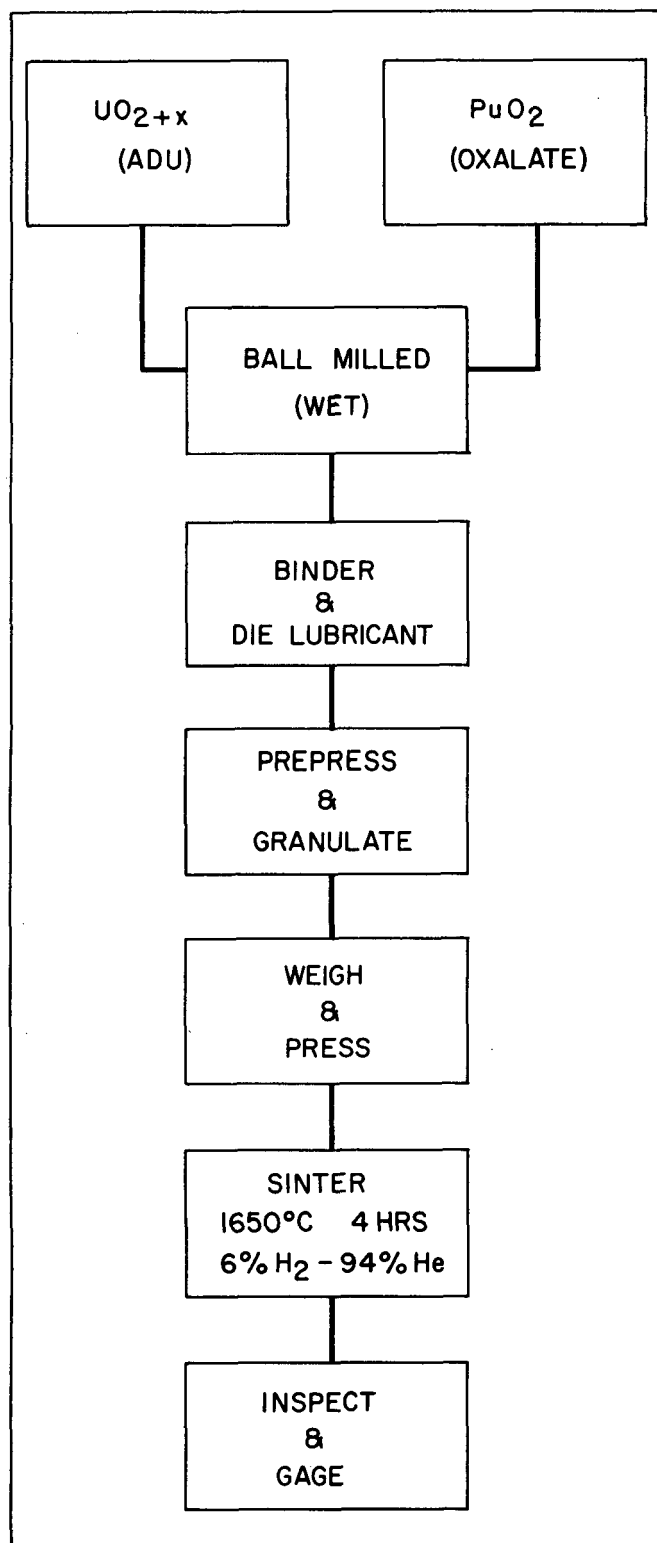 UO2+x
(ADU)
PuO2
(OXALATE)
BALL MILLED
(WET)
BINDER
&
DIE LUBRICANT
PREPRESS
&
GRANULATE
WEIGH
&
PRESS
SINTER
1650°C 4 HRS
6% H2 - 94% He
INSPECT
&
GAGE